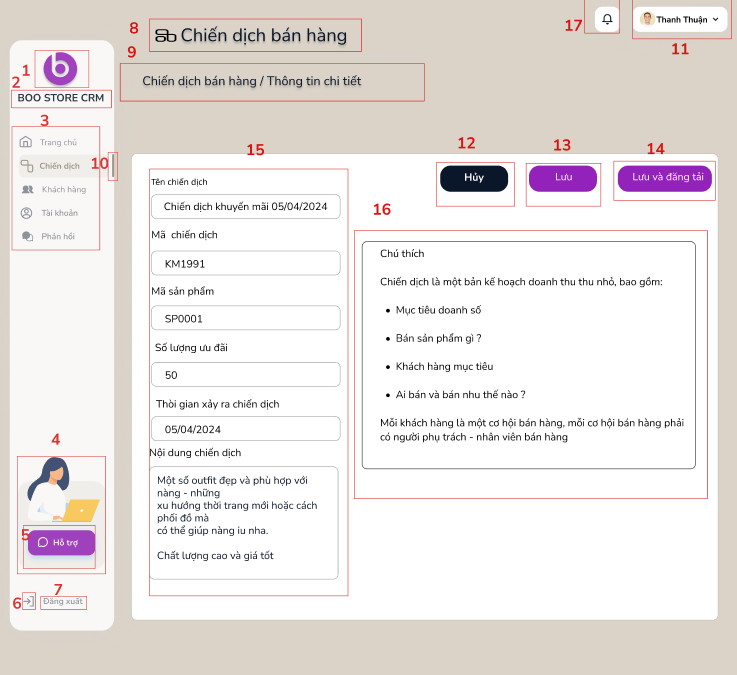 8
Chiến dịch bán hàng
17
Thanh Thuận
11
9
Chiến dịch bán hàng / Thông tin chi tiết
1
b
2
BOO STORE CRM
3
Trang chủ
Chiến dịch
10
Khách hàng
Tài khoản
Phản hồi
4
5
Hỗ trợ
7
6
Đăng xuất
15
Tên chiến dịch
Chiến dịch khuyến mãi 05/04/2024
Mã chiến dịch
KM1991
Mã sản phẩm
SP0001
Số lượng ưu đãi
50
Thời gian xảy ra chiến dịch
05/04/2024
Nội dung chiến dịch
Một số outfit đẹp và phù hợp với
nàng - những
xu hướng thời trang mới hoặc cách
phối đồ mà
có thể giúp nàng iu nha.
Chất lượng cao và giá tốt
12
Hủy
13
Lưu
14
Lưu và đăng tải
16
Chú thích
Chiến dịch là một bản kế hoạch doanh thu thu nhỏ, bao gồm:
• Mục tiêu doanh số
• Bán sản phẩm gì ?
• Khách hàng mục tiêu
• Ai bán và bán như thế nào ?
Mỗi khách hàng là một cơ hội bán hàng, mỗi cơ hội bán hàng phải
có người phụ trách - nhân viên bán hàng